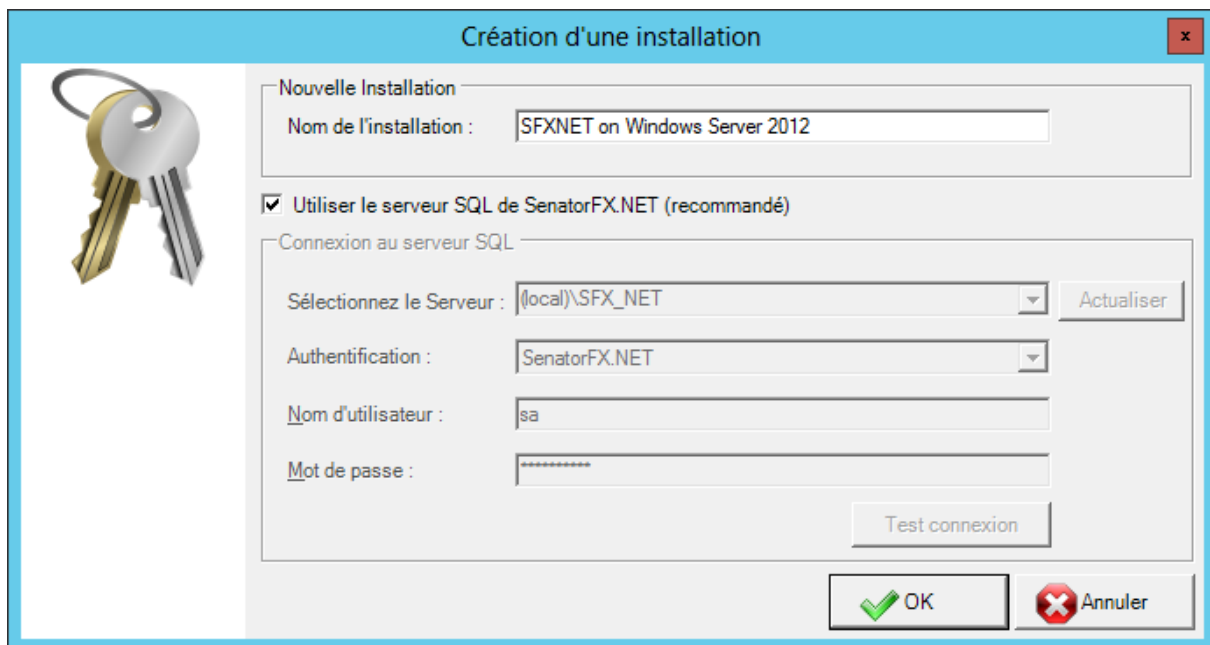 Création d'une installation
x
Nouvelle Installation
Nom de l'installation : SFXNET on Windows Server 2012
Utiliser le serveur SQL de SenatorFX.NET (recommandé)
Connexion au serveur SQL
Sélectionnez le Serveur : (local)\SFX_NET Actualiser
Authentification : SenatorFX.NET
Nom d'utilisateur : sa
Mot de passe : **********
Test connexion
OK Annuler